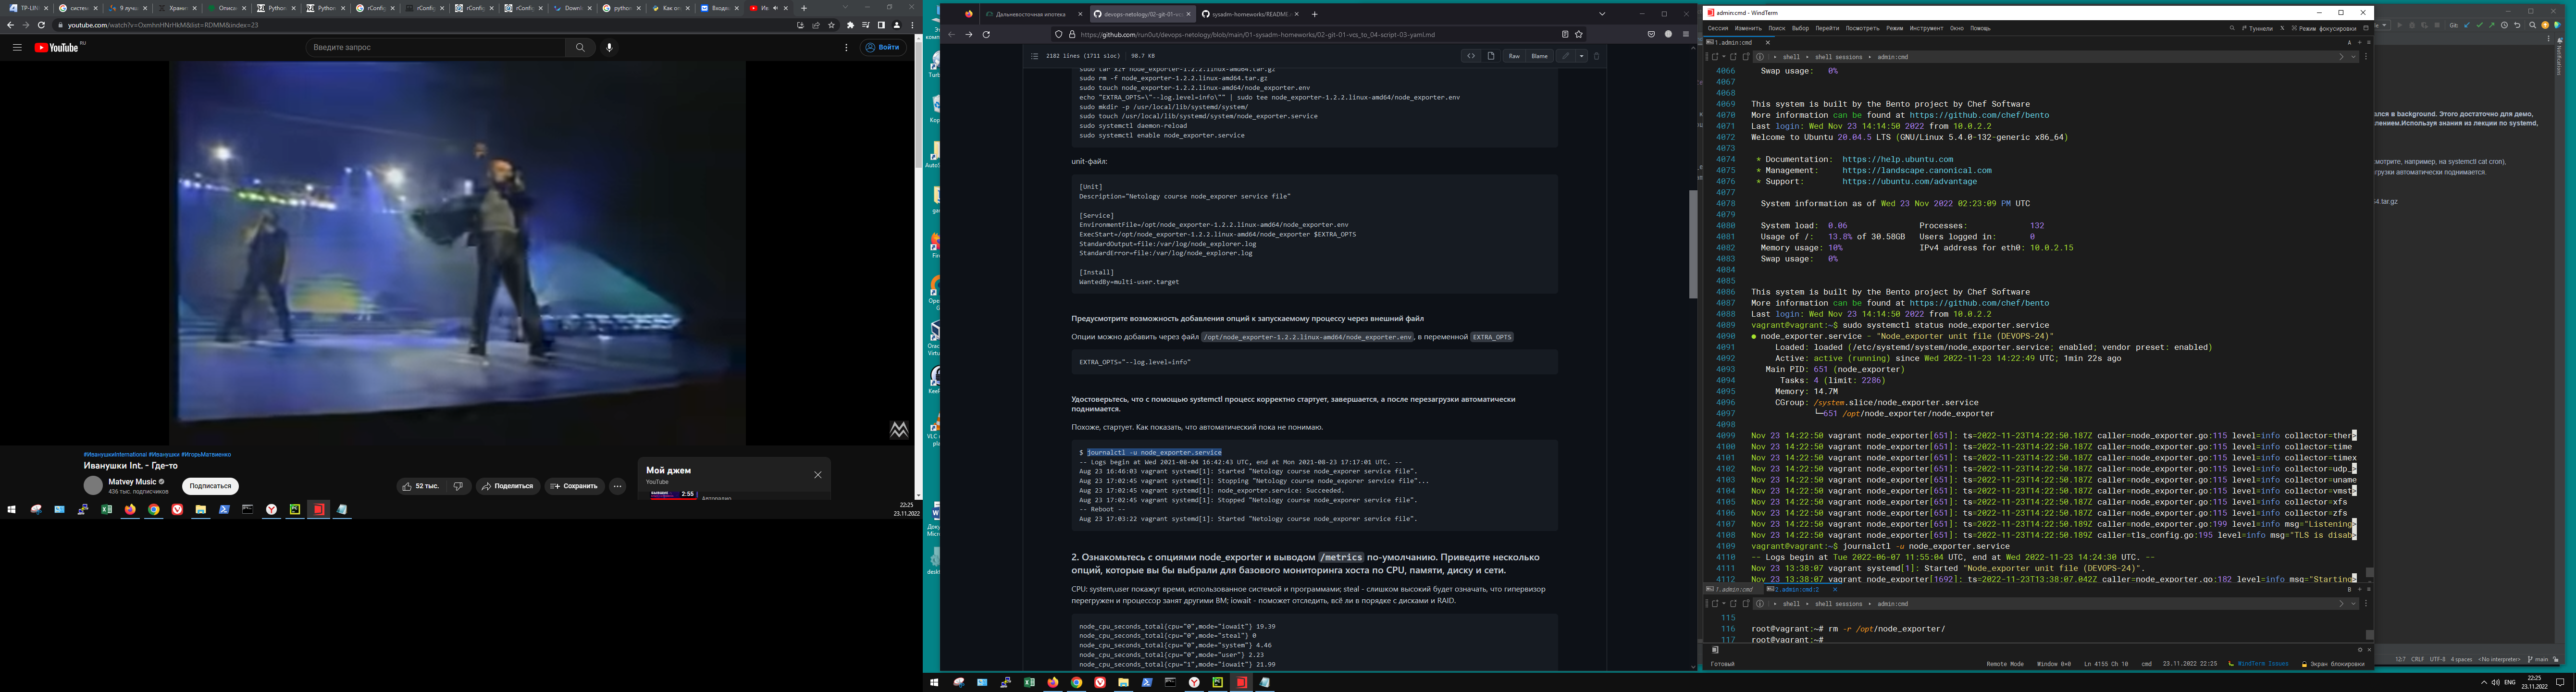 youtube.com/watch?v=OxmhnHNrHkM&list=RDMM&index=23
YouTube RU
Введите запрос
Войти
#ИванушкиInternational #Иванушки #ИгорьМатвиенко
Иванушки Int. - Где-то
Matvey Music
436 тыс. подписчиков
Подписаться
52 тыс.
Поделиться
Сохранить
Мой джем
YouTube
2:55
22:25
23.11.2022
Дальневосточная ипотека
devops-netology/02-git-01-vc
sysadm-homeworks/README.
https://github.com/run0ut/devops-netology/blob/main/01-sysadm-homeworks/02-git-01-vcs_to_04-script-03-yaml.md
2182 lines (1711 sloc) 98.7 KB
Raw
Blame
sudo tar xzf node_exporter-1.2.2.linux-amd64.tar.gz
sudo rm -f node_exporter-1.2.2.linux-amd64.tar.gz
sudo touch node_exporter-1.2.2.linux-amd64/node_exporter.env
echo "EXTRA_OPTS=\"--log.level=info\"" | sudo tee node_exporter-1.2.2.linux-amd64/node_exporter.env
sudo mkdir -p /usr/local/lib/systemd/system/
sudo touch /usr/local/lib/systemd/system/node_exporter.service
sudo systemctl daemon-reload
sudo systemctl enable node_exporter.service
unit-файл:
[Unit]
Description="Netology course node_exporer service file"
[Service]
EnvironmentFile=/opt/node_exporter-1.2.2.linux-amd64/node_exporter.env
ExecStart=/opt/node_exporter-1.2.2.linux-amd64/node_exporter $EXTRA_OPTS
StandardOutput=file:/var/log/node_explorer.log
StandardError=file:/var/log/node_explorer.log
[Install]
WantedBy=multi-user.target
Предусмотрите возможность добавления опций к запускаемому процессу через внешний файл
Опции можно добавить через файл /opt/node_exporter-1.2.2.linux-amd64/node_exporter.env, в переменной EXTRA_OPTS
EXTRA_OPTS="--log.level=info"
Удостоверьтесь, что с помощью systemctl процесс корректно стартует, завершается, а после перезагрузки автоматически
поднимается.
Похоже, стартует. Как показать, что автоматический пока не понимаю.
$ journalctl -u node_exporter.service
-- Logs begin at Wed 2021-08-04 16:42:43 UTC, end at Mon 2021-08-23 17:17:01 UTC. --
Aug 23 16:46:03 vagrant systemd[1]: Started "Netology course node_exporer service file".
Aug 23 17:02:45 vagrant systemd[1]: Stopping "Netology course node_exporer service file"...
Aug 23 17:02:45 vagrant systemd[1]: node_exporter.service: Succeeded.
Aug 23 17:02:45 vagrant systemd[1]: Stopped "Netology course node_exporer service file".
-- Reboot --
Aug 23 17:03:22 vagrant systemd[1]: Started "Netology course node_exporer service file".
2. Ознакомьтесь с опциями node_exporter и выводом /metrics по-умолчанию. Приведите несколько
опций, которые вы бы выбрали для базового мониторинга хоста по CPU, памяти, диску и сети.
CPU: system,user покажут время, использованное системой и программами; steal - слишком высокий будет означать, что гипервизор
перегружен и процессор занят другими ВМ; iowait - поможет отследить, всё ли в порядке с дисками и RAID.
node_cpu_seconds_total{cpu="0",mode="iowait"} 19.39
node_cpu_seconds_total{cpu="0",mode="steal"} 0
node_cpu_seconds_total{cpu="0",mode="system"} 4.46
node_cpu_seconds_total{cpu="0",mode="user"} 2.23
node_cpu_seconds_total{cpu="1",mode="iowait"} 21.99
admin:cmd - WindTerm
Сессия Изменить Поиск Выбор Перейти Посмотреть Режим Инструмент Окно Помощь
Туннели
Режим фокусировки
1.admin:cmd
shell • shell sessions • admin:cmd
4066 Swap usage: 0%
4067
4068
4069 This system is built by the Bento project by Chef Software
4070 More information can be found at https://github.com/chef/bento
4071 Last login: Wed Nov 23 14:14:50 2022 from 10.0.2.2
4072 Welcome to Ubuntu 20.04.5 LTS (GNU/Linux 5.4.0-132-generic x86_64)
4073
4074 * Documentation: https://help.ubuntu.com
4075 * Management: https://landscape.canonical.com
4076 * Support: https://ubuntu.com/advantage
4077
4078 System information as of Wed 23 Nov 2022 02:23:09 PM UTC
4079
4080 System load: 0.06 Processes: 132
4081 Usage of /: 13.8% of 30.58GB Users logged in: 0
4082 Memory usage: 10% IPv4 address for eth0: 10.0.2.15
4083 Swap usage: 0%
4084
4085
4086 This system is built by the Bento project by Chef Software
4087 More information can be found at https://github.com/chef/bento
4088 Last login: Wed Nov 23 14:14:50 2022 from 10.0.2.2
4089 vagrant@vagrant:~$ sudo systemctl status node_exporter.service
4090 ● node_exporter.service - "Node_exporter unit file (DEVOPS-24)"
4091 Loaded: loaded (/etc/systemd/system/node_exporter.service; enabled; vendor preset: enabled)
4092 Active: active (running) since Wed 2022-11-23 14:22:49 UTC; 1min 22s ago
4093 Main PID: 651 (node_exporter)
4094 Tasks: 4 (limit: 2286)
4095 Memory: 14.7M
4096 CGroup: /system.slice/node_exporter.service
4097 └─651 /opt/node_exporter/node_exporter
4098
4099 Nov 23 14:22:50 vagrant node_exporter[651]: ts=2022-11-23T14:22:50.187Z caller=node_exporter.go:115 level=info collector=ther>
4100 Nov 23 14:22:50 vagrant node_exporter[651]: ts=2022-11-23T14:22:50.187Z caller=node_exporter.go:115 level=info collector=time
4101 Nov 23 14:22:50 vagrant node_exporter[651]: ts=2022-11-23T14:22:50.187Z caller=node_exporter.go:115 level=info collector=timex
4102 Nov 23 14:22:50 vagrant node_exporter[651]: ts=2022-11-23T14:22:50.187Z caller=node_exporter.go:115 level=info collector=udp_>
4103 Nov 23 14:22:50 vagrant node_exporter[651]: ts=2022-11-23T14:22:50.187Z caller=node_exporter.go:115 level=info collector=uname
4104 Nov 23 14:22:50 vagrant node_exporter[651]: ts=2022-11-23T14:22:50.187Z caller=node_exporter.go:115 level=info collector=vmst>
4105 Nov 23 14:22:50 vagrant node_exporter[651]: ts=2022-11-23T14:22:50.187Z caller=node_exporter.go:115 level=info collector=xfs
4106 Nov 23 14:22:50 vagrant node_exporter[651]: ts=2022-11-23T14:22:50.187Z caller=node_exporter.go:115 level=info collector=zfs
4107 Nov 23 14:22:50 vagrant node_exporter[651]: ts=2022-11-23T14:22:50.189Z caller=node_exporter.go:199 level=info msg="Listening>
4108 Nov 23 14:22:50 vagrant node_exporter[651]: ts=2022-11-23T14:22:50.189Z caller=tls_config.go:195 level=info msg="TLS is disab>
4109 vagrant@vagrant:~$ journalctl -u node_exporter.service
4110 -- Logs begin at Tue 2022-06-07 11:55:04 UTC, end at Wed 2022-11-23 14:24:30 UTC. --
4111 Nov 23 13:38:07 vagrant systemd[1]: Started "Node_exporter unit file (DEVOPS-24)".
4112 Nov 23 13:38:07 vagrant node_exporter[1692]: ts=2022-11-23T13:38:07.042Z caller=node_exporter.go:182 level=info msg="Starting>
1.admin:cmd
2.admin:cmd:2
shell • shell sessions • admin:cmd
115
116 root@vagrant:~# rm -r /opt/node_exporter/
117 root@vagrant:~#
Готовый
Remote Mode Window 0×0 Ln 4155 Ch 10 cmd 23.11.2022 22:25 WindTerm Issues Экран блокировки
Git:
Notifications
ался в background. Этого достаточно для демо,
лением.Используя знания из лекции по systemd,
мотрите, например, на systemctl cat cron),
грузки автоматически поднимается.
4.tar.gz
12:7 CRLF UTF-8 4 spaces <No interpreter> main
ENG
22:25
23.11.2022